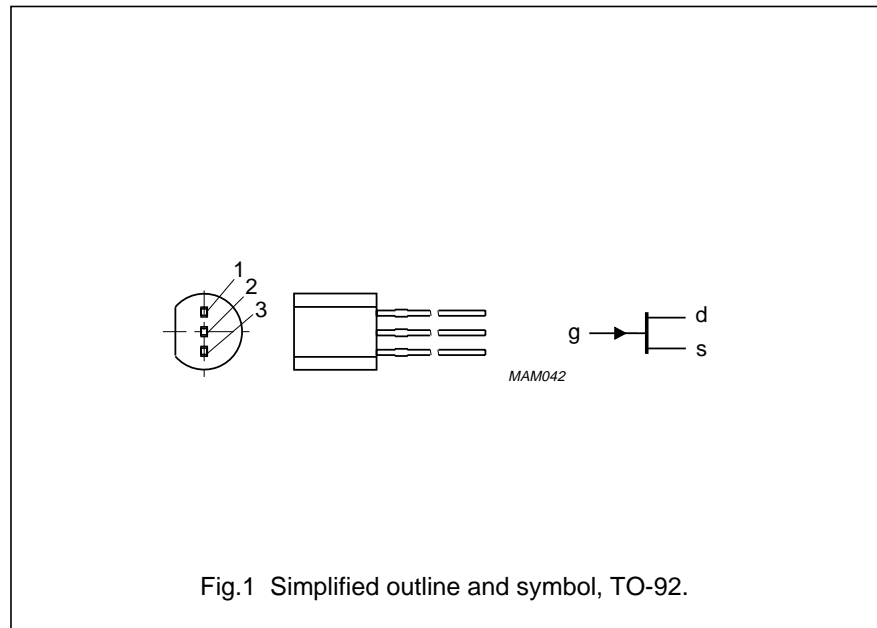 1
2
3
g
d
s
MAM042
Fig.1 Simplified outline and symbol, TO-92.